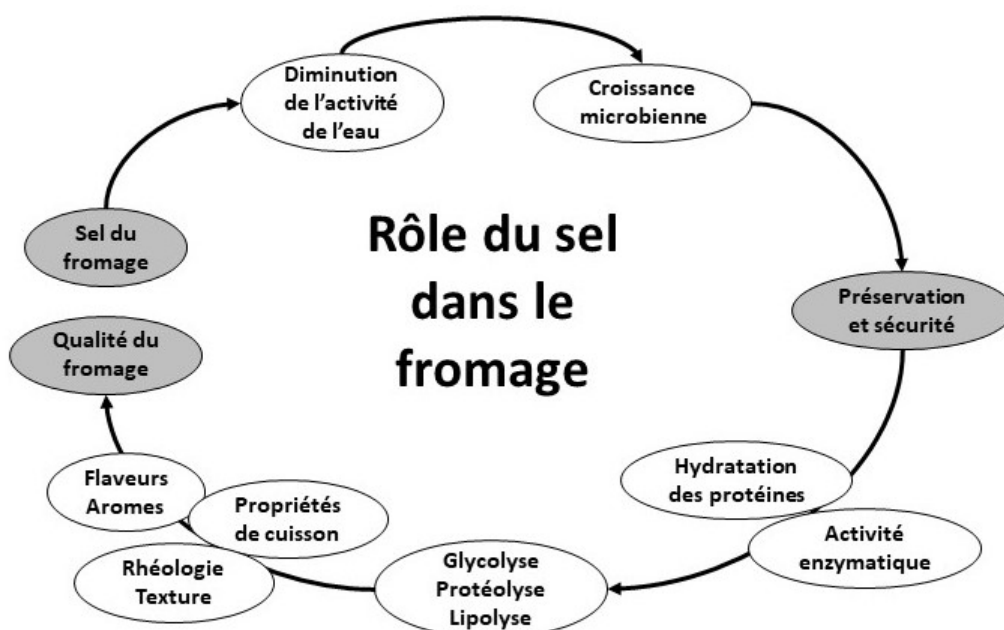 Diminution
de l'activité
de l'eau
Croissance
microbienne
Sel du
fromage
Rôle du sel
dans le
fromage
Préservation
et sécurité
Qualité du
fromage
Hydratation
des protéines
Activité
enzymatique
Glycolyse
Protéolyse
Lipolyse
Propriétés
de cuisson
Rhéologie
Texture
Flaveurs
Aromes